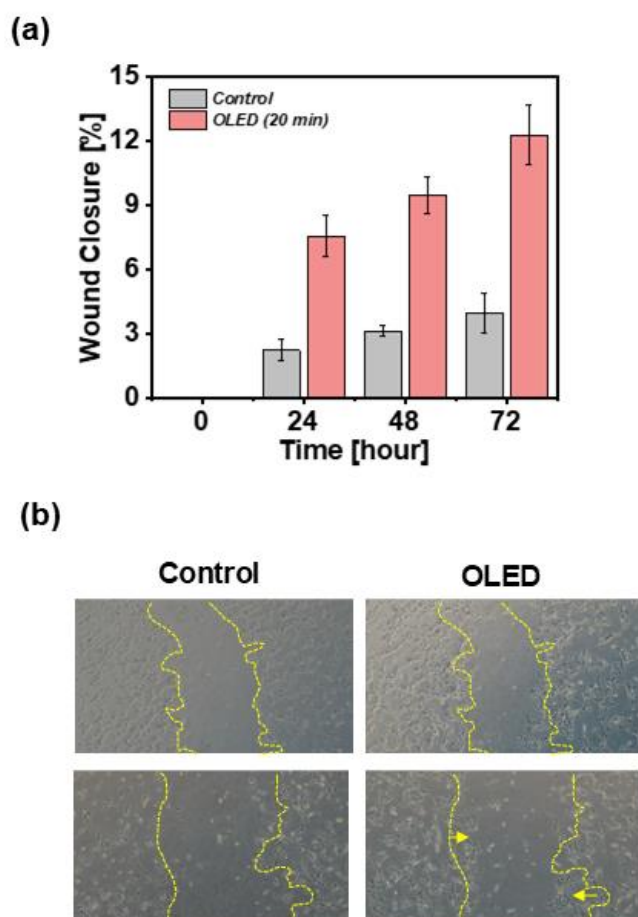 (a)
15
12
9
6
3
0
Wound Closure [%]
Control
OLED (20 min)
0 24 48 72
Time [hour]
(b)
Control OLED